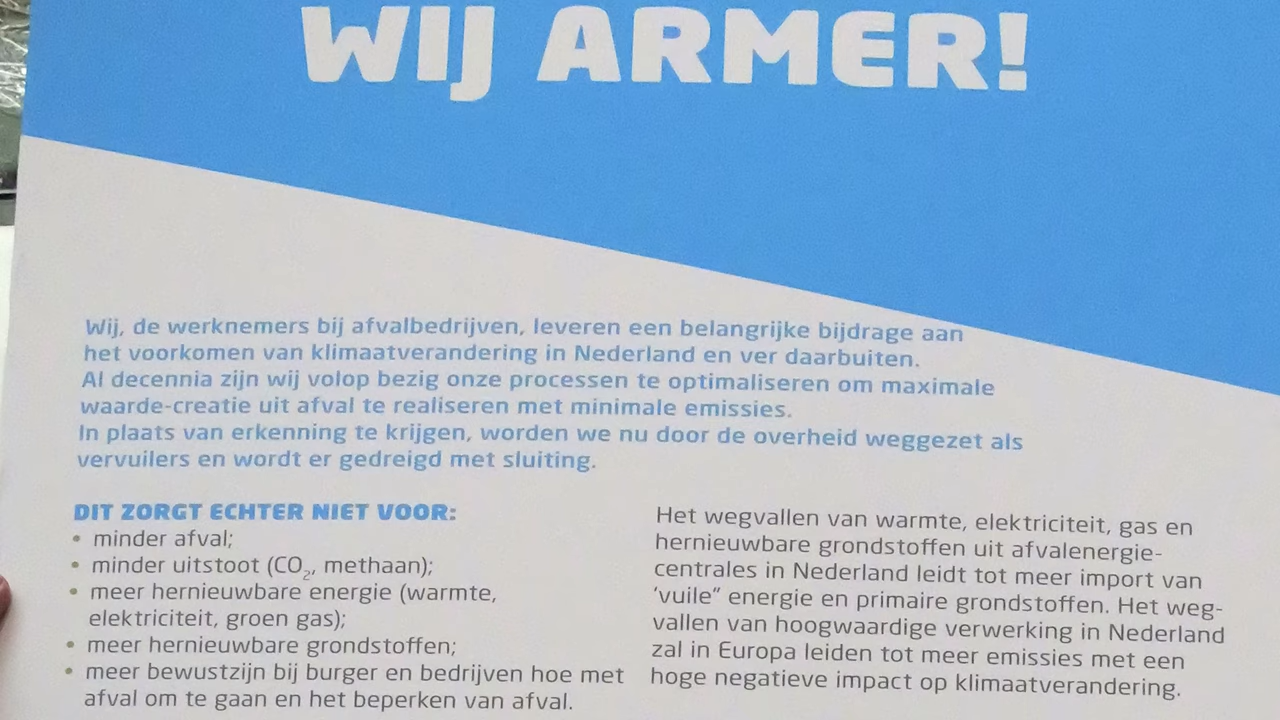 WIJ ARMER!
Wij, de werknemers bij afvalbedrijven, leveren een belangrijke bijdrage aan
het voorkomen van klimaatverandering in Nederland en ver daarbuiten.
Al decennia zijn wij volop bezig onze processen te optimaliseren om maximale
waarde-creatie uit afval te realiseren met minimale emissies.
In plaats van erkenning te krijgen, worden we nu door de overheid weggezet als
vervuilers en wordt er gedreigd met sluiting.
DIT ZORGT ECHTER NIET VOOR:
• minder afval;
• minder uitstoot (CO₂, methaan);
• meer hernieuwbare energie (warmte,
elektriciteit, groen gas);
• meer hernieuwbare grondstoffen;
• meer bewustzijn bij burger en bedrijven hoe met
afval om te gaan en het beperken van afval.
Het wegvallen van warmte, elektriciteit, gas en
hernieuwbare grondstoffen uit afvalenergie-
centrales in Nederland leidt tot meer import van
'vuile" energie en primaire grondstoffen. Het weg-
vallen van hoogwaardige verwerking in Nederland
zal in Europa leiden tot meer emissies met een
hoge negatieve impact op klimaatverandering.